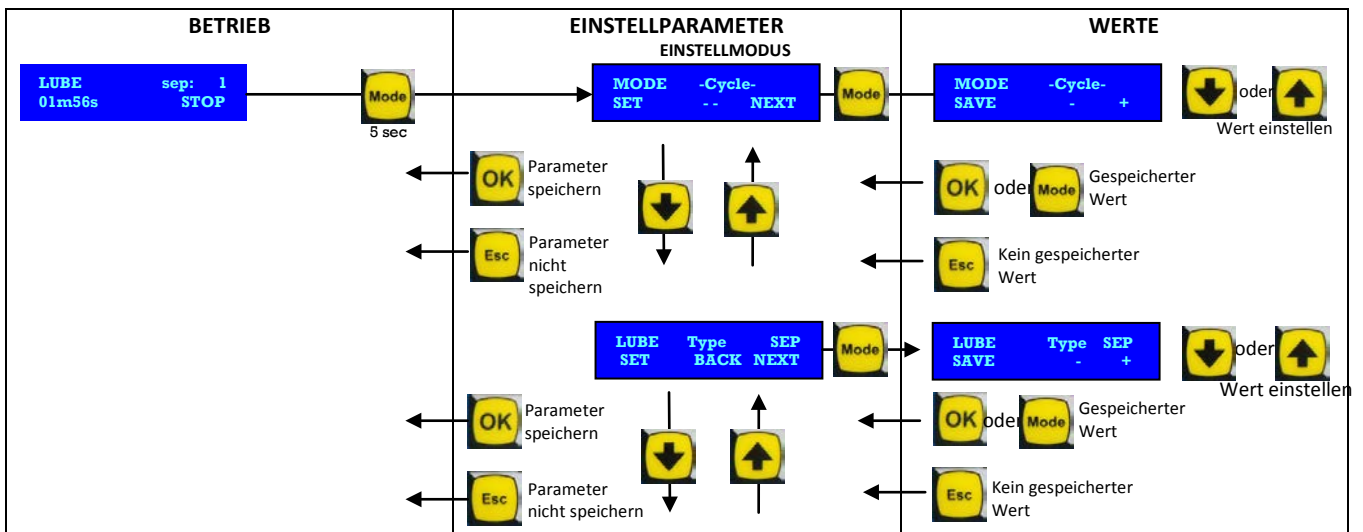 BETRIEB
EINSTELLPARAMETER
EINSTELLMODUS
WERTE
LUBE sep: 1
01m56s STOP
Mode
5 sec
MODE -Cycle-
SET -- NEXT
Mode
MODE -Cycle-
SAVE - +
oder
Wert einstellen
OK
Parameter
speichern
Esc
Parameter
nicht
speichern
OK oder Mode
Gespeicherter
Wert
Esc
Kein gespeicherter
Wert
LUBE Type SEP
SET BACK NEXT
Mode
LUBE Type SEP
SAVE - +
oder
Wert einstellen
OK
Parameter
speichern
Esc
Parameter
nicht speichern
OK oder Mode
Gespeicherter
Wert
Esc
Kein gespeicherter
Wert